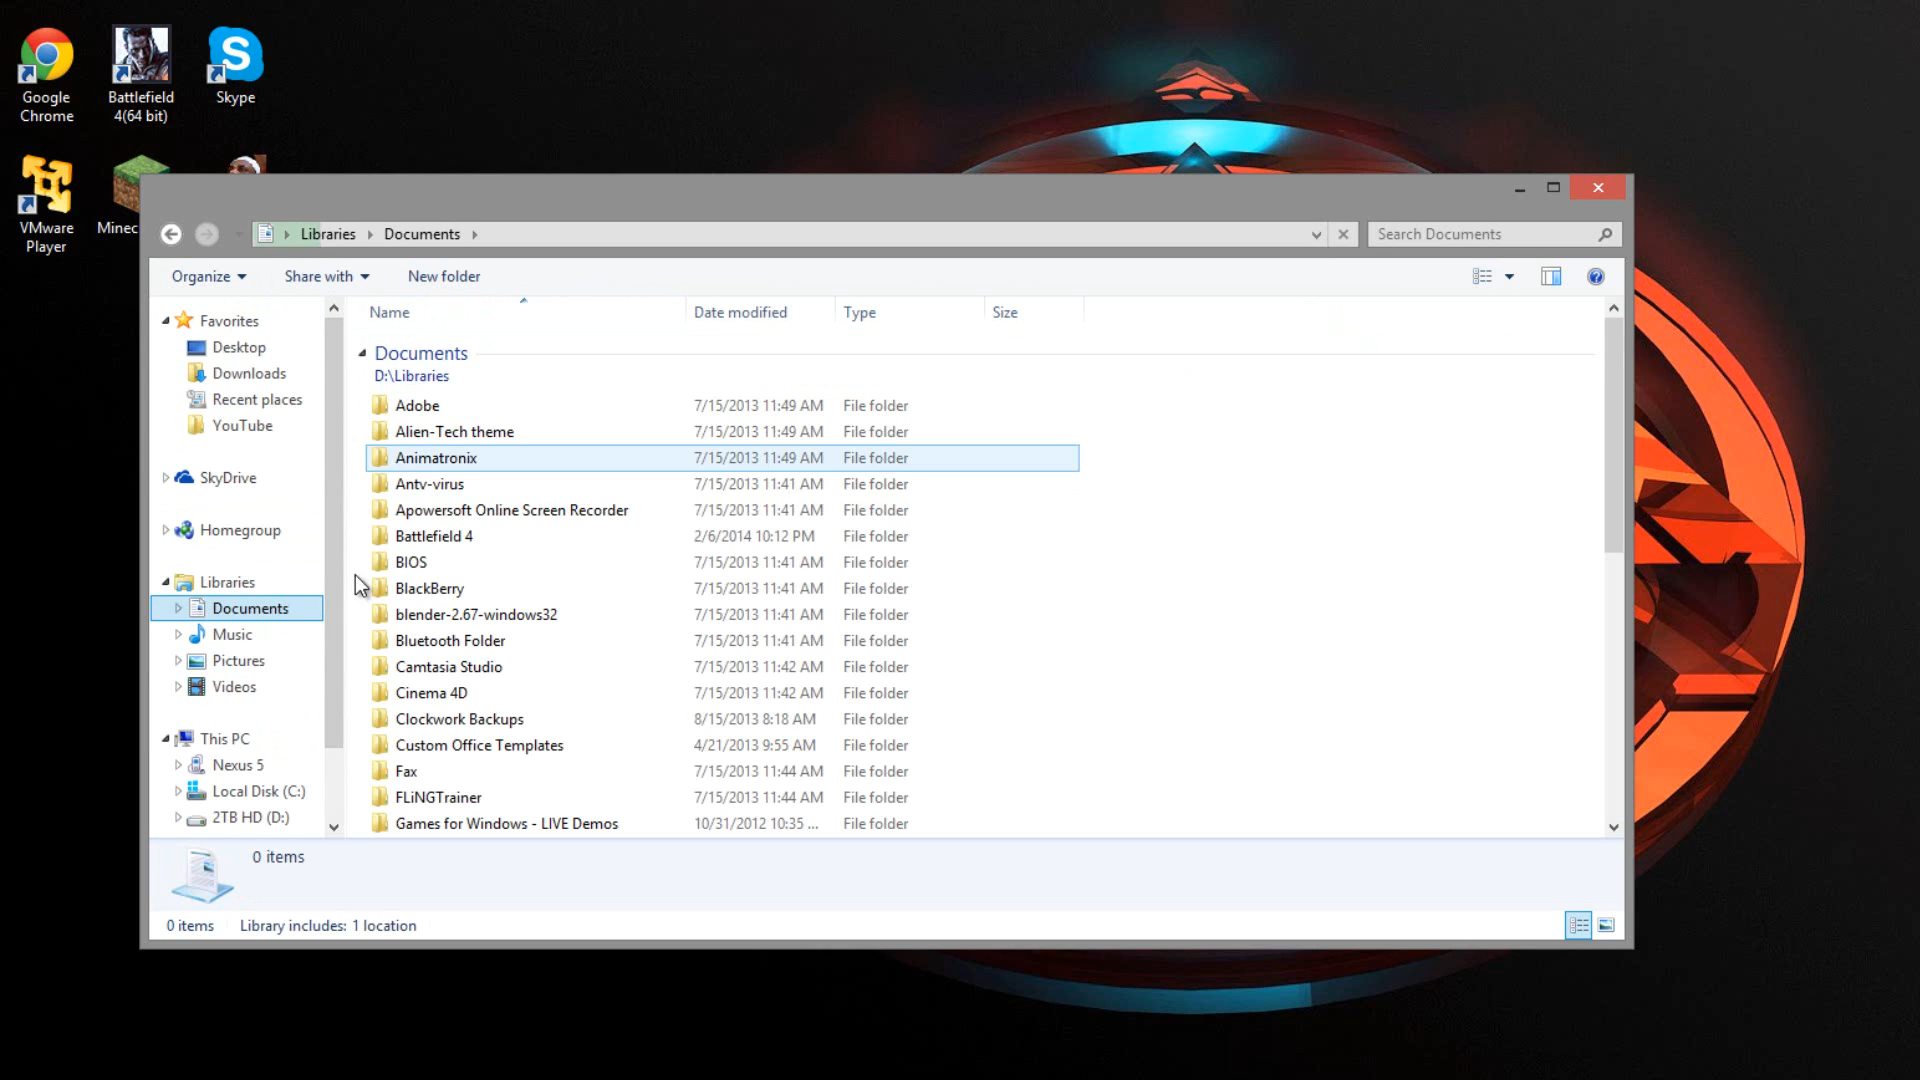 Google Chrome
Battlefield 4(64 bit)
Skype
VMware Player
Minec
Libraries Documents
Search Documents
Organize Share with New folder
Favorites
Desktop
Downloads
Recent places
YouTube
SkyDrive
Homegroup
Libraries
Documents
Music
Pictures
Videos
This PC
Nexus 5
Local Disk (C:)
2TB HD (D:)
Name Date modified Type Size
Documents
D:\Libraries
Adobe 7/15/2013 11:49 AM File folder
Alien-Tech theme 7/15/2013 11:49 AM File folder
Animatronix 7/15/2013 11:49 AM File folder
Antv-virus 7/15/2013 11:41 AM File folder
Apowersoft Online Screen Recorder 7/15/2013 11:41 AM File folder
Battlefield 4 2/6/2014 10:12 PM File folder
BIOS 7/15/2013 11:41 AM File folder
BlackBerry 7/15/2013 11:41 AM File folder
blender-2.67-windows32 7/15/2013 11:41 AM File folder
Bluetooth Folder 7/15/2013 11:41 AM File folder
Camtasia Studio 7/15/2013 11:42 AM File folder
Cinema 4D 7/15/2013 11:42 AM File folder
Clockwork Backups 8/15/2013 8:18 AM File folder
Custom Office Templates 4/21/2013 9:55 AM File folder
Fax 7/15/2013 11:44 AM File folder
FLiNGTrainer 7/15/2013 11:44 AM File folder
Games for Windows - LIVE Demos 10/31/2012 10:35 ... File folder
0 items
0 items Library includes: 1 location